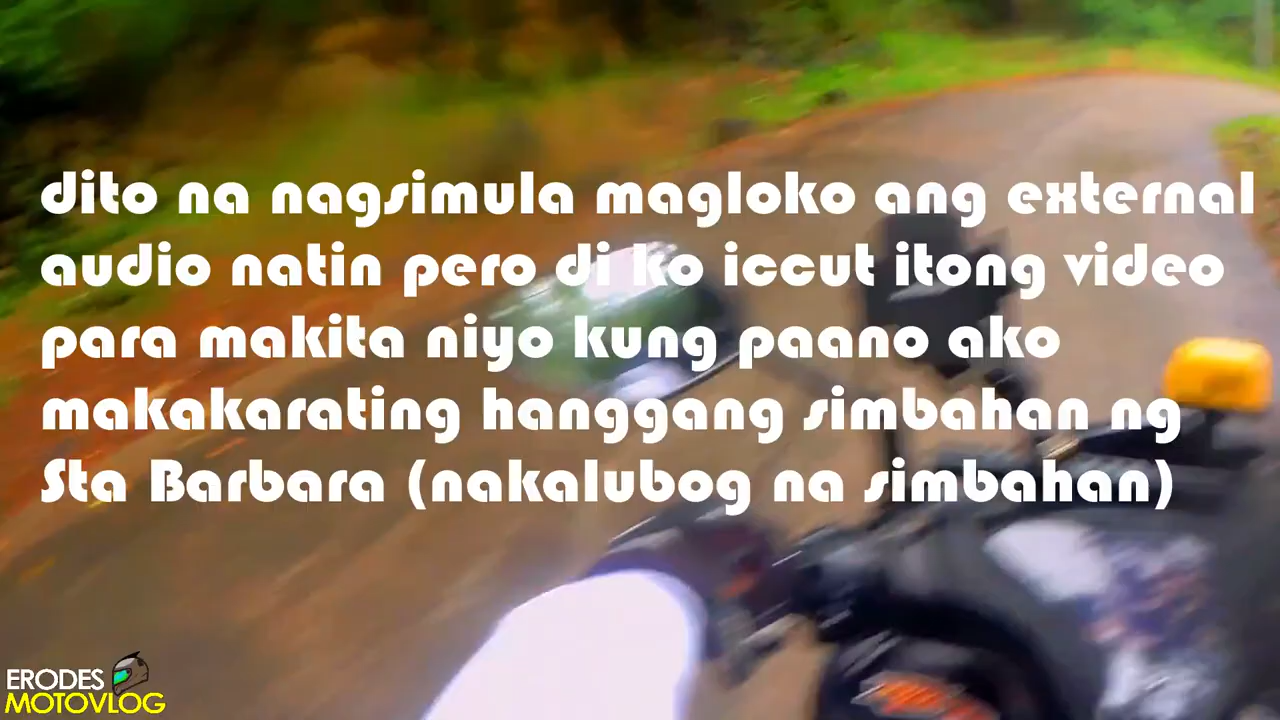 dito na nagsimula magloko ang external
audio natin pero di ko iccut itong video
para makita niyo kung paano ako
makakarating hanggang simbahan ng
Sta Barbara (nakalubog na simbahan)
ERODES
MOTOVLOG